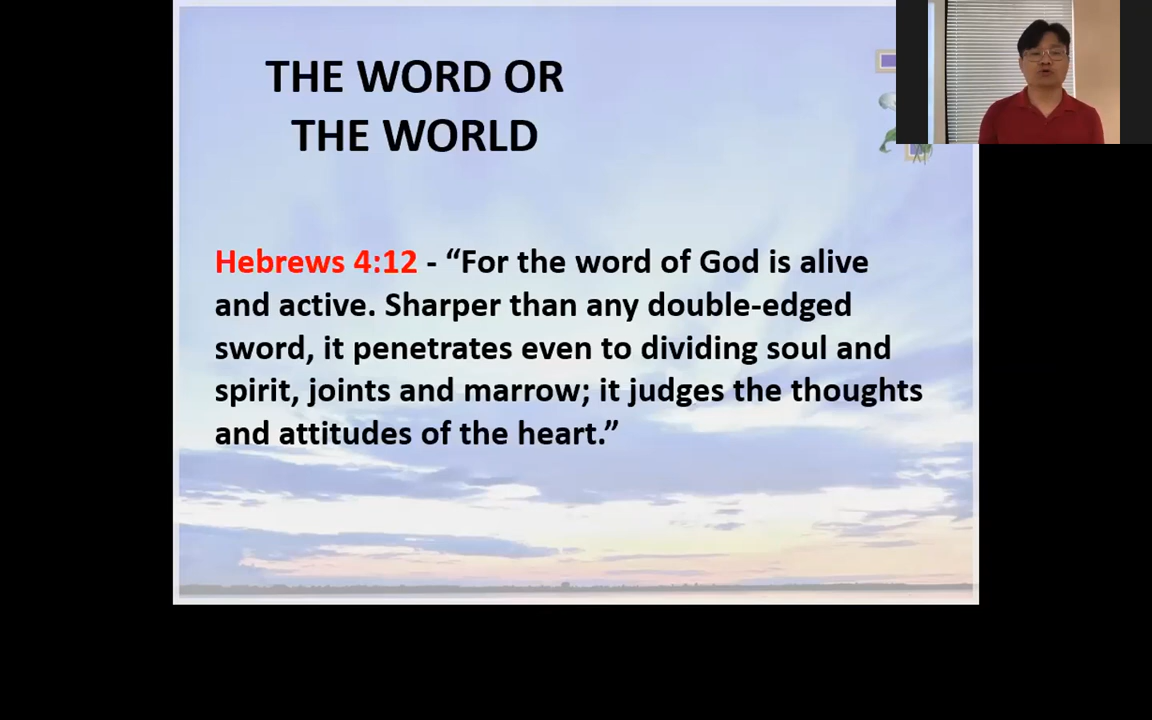 THE WORD OR
THE WORLD
Hebrews 4:12 - “For the word of God is alive
and active. Sharper than any double-edged
sword, it penetrates even to dividing soul and
spirit, joints and marrow; it judges the thoughts
and attitudes of the heart.”